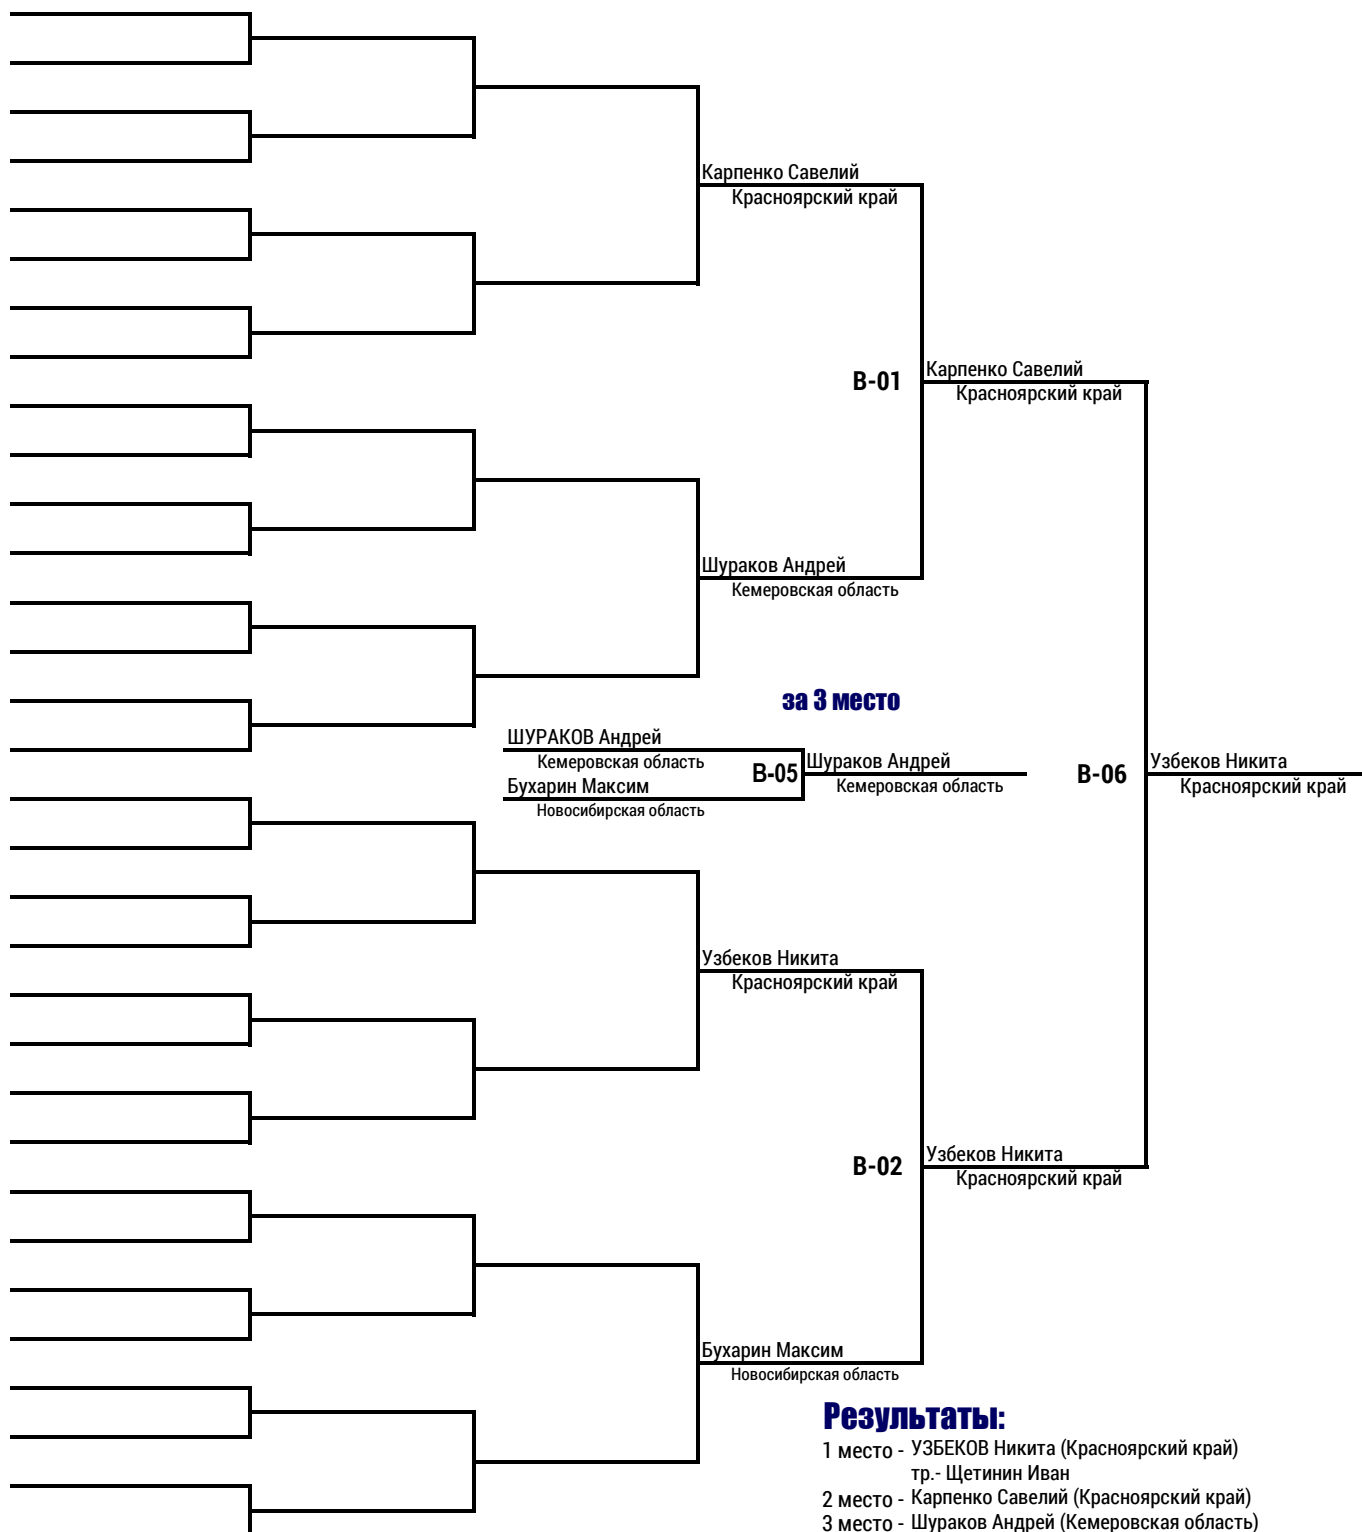 Карпенко Савелий
Красноярский край
B-01
Карпенко Савелий
Красноярский край
Шураков Андрей
Кемеровская область
за 3 место
ШУРАКОВ Андрей
Кемеровская область
B-05
Шураков Андрей
Кемеровская область
Бухарин Максим
Новосибирская область
B-06
Узбеков Никита
Красноярский край
Узбеков Никита
Красноярский край
B-02
Узбеков Никита
Красноярский край
Бухарин Максим
Новосибирская область
Результаты:
1 место - УЗБЕКОВ Никита (Красноярский край)
тр.- Щетинин Иван
2 место - Карпенко Савелий (Красноярский край)
3 место - Шураков Андрей (Кемеровская область)